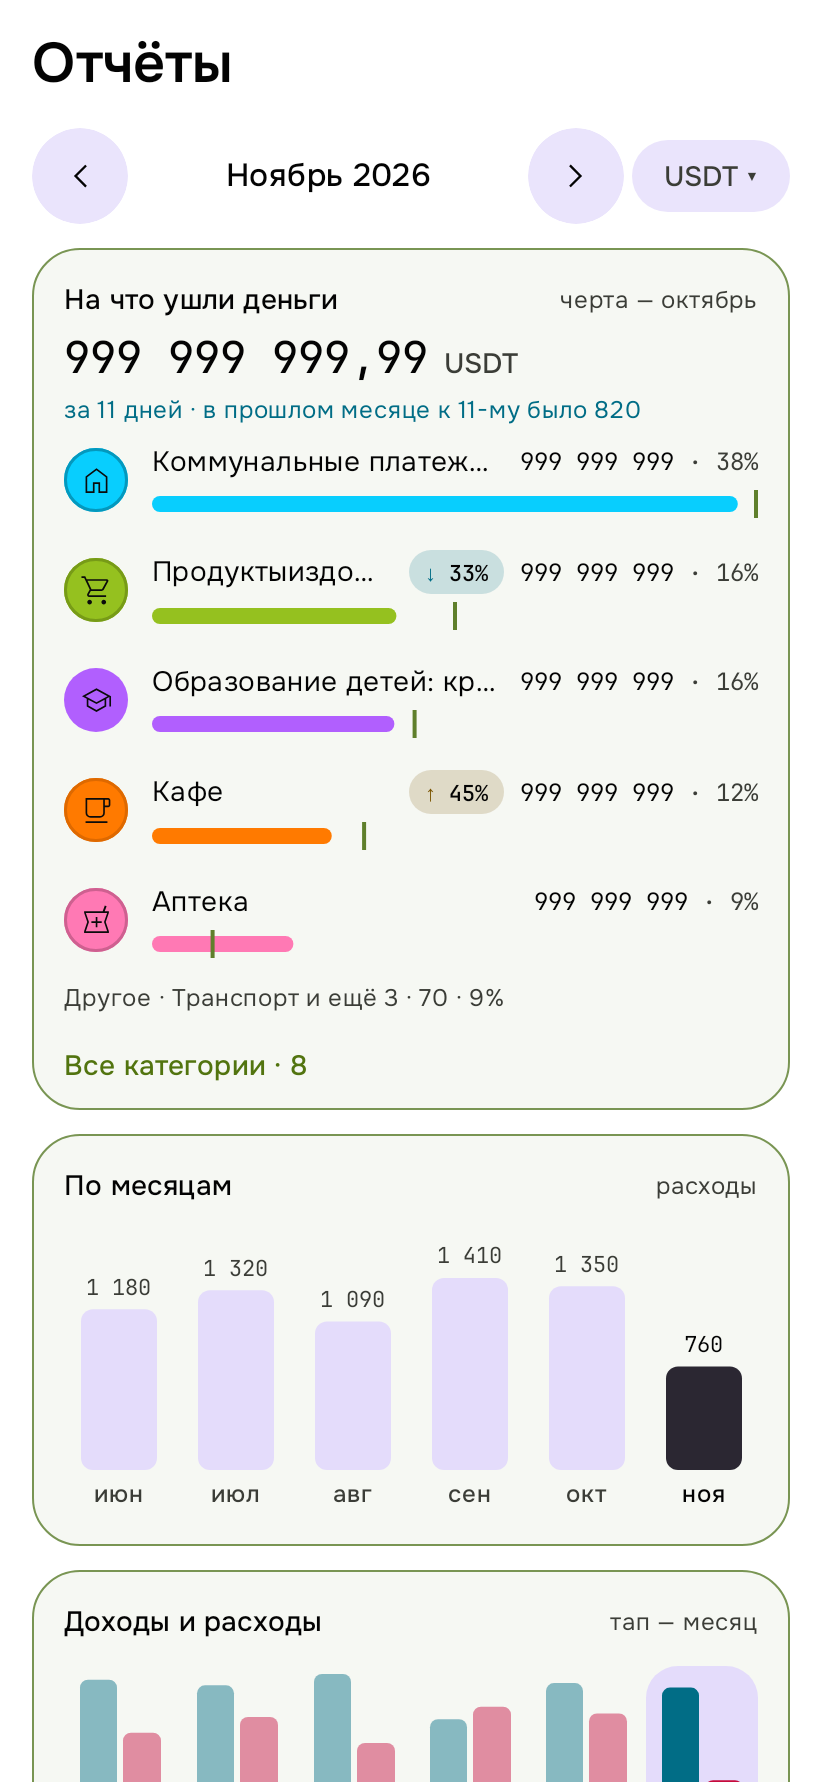 Отчёты
Ноябрь 2026 USDT ▾
На что ушли деньги черта — октябрь
999 999 999,99 USDT
за 11 дней · в прошлом месяце к 11-му было 820
Коммунальные платеж... 999 999 999 · 38%
Продуктыиздо... ↓ 33% 999 999 999 · 16%
Образование детей: кр... 999 999 999 · 16%
Кафе ↑ 45% 999 999 999 · 12%
Аптека 999 999 999 · 9%
Другое · Транспорт и ещё 3 · 70 · 9%
Все категории · 8
По месяцам расходы
1 180 1 320 1 090 1 410 1 350 760
июн июл авг сен окт ноя
Доходы и расходы тап — месяц